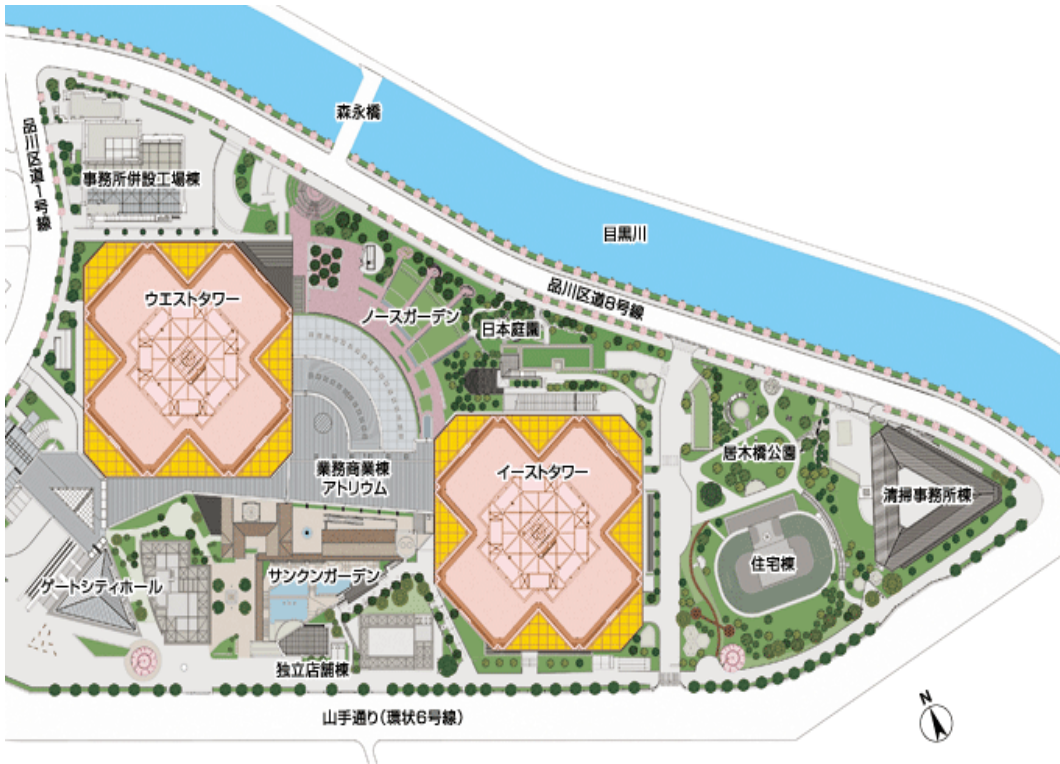 森永橋
品川区道1号線
事務所併設工場棟
目黒川
品川区道8号線
ウエストタワー
ノースガーデン
日本庭園
居木橋公園
業務商業棟
アトリウム
イーストタワー
清掃事務所棟
住宅棟
ゲートシティホール
サンクンガーデン
独立店舗棟
山手通り(環状6号線)
N